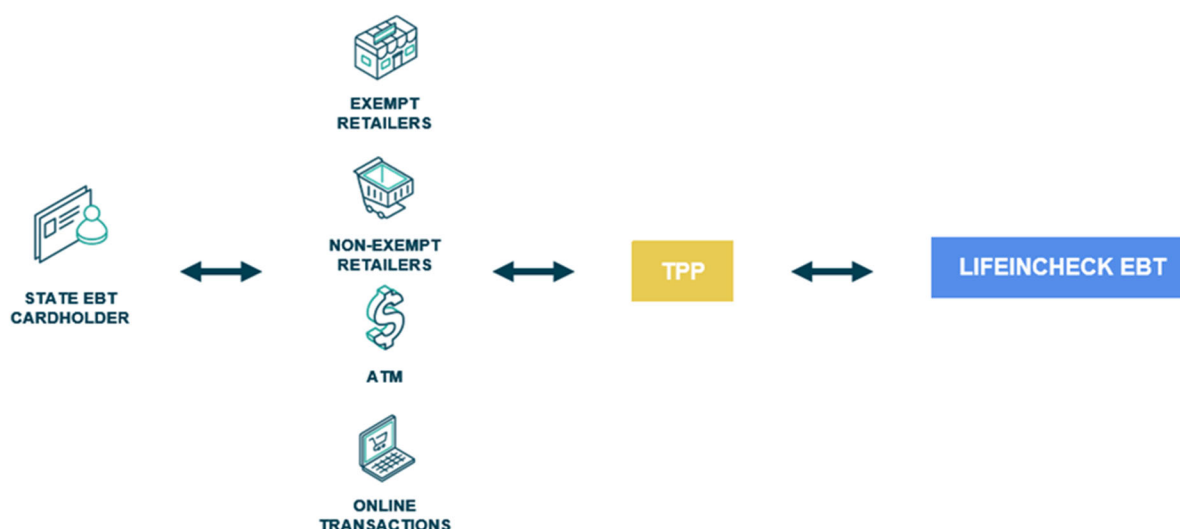 EXEMPT
RETAILERS
STATE EBT
CARDHOLDER
NON-EXEMPT
RETAILERS
ATM
ONLINE
TRANSACTIONS
TPP
LIFEINCHECK EBT